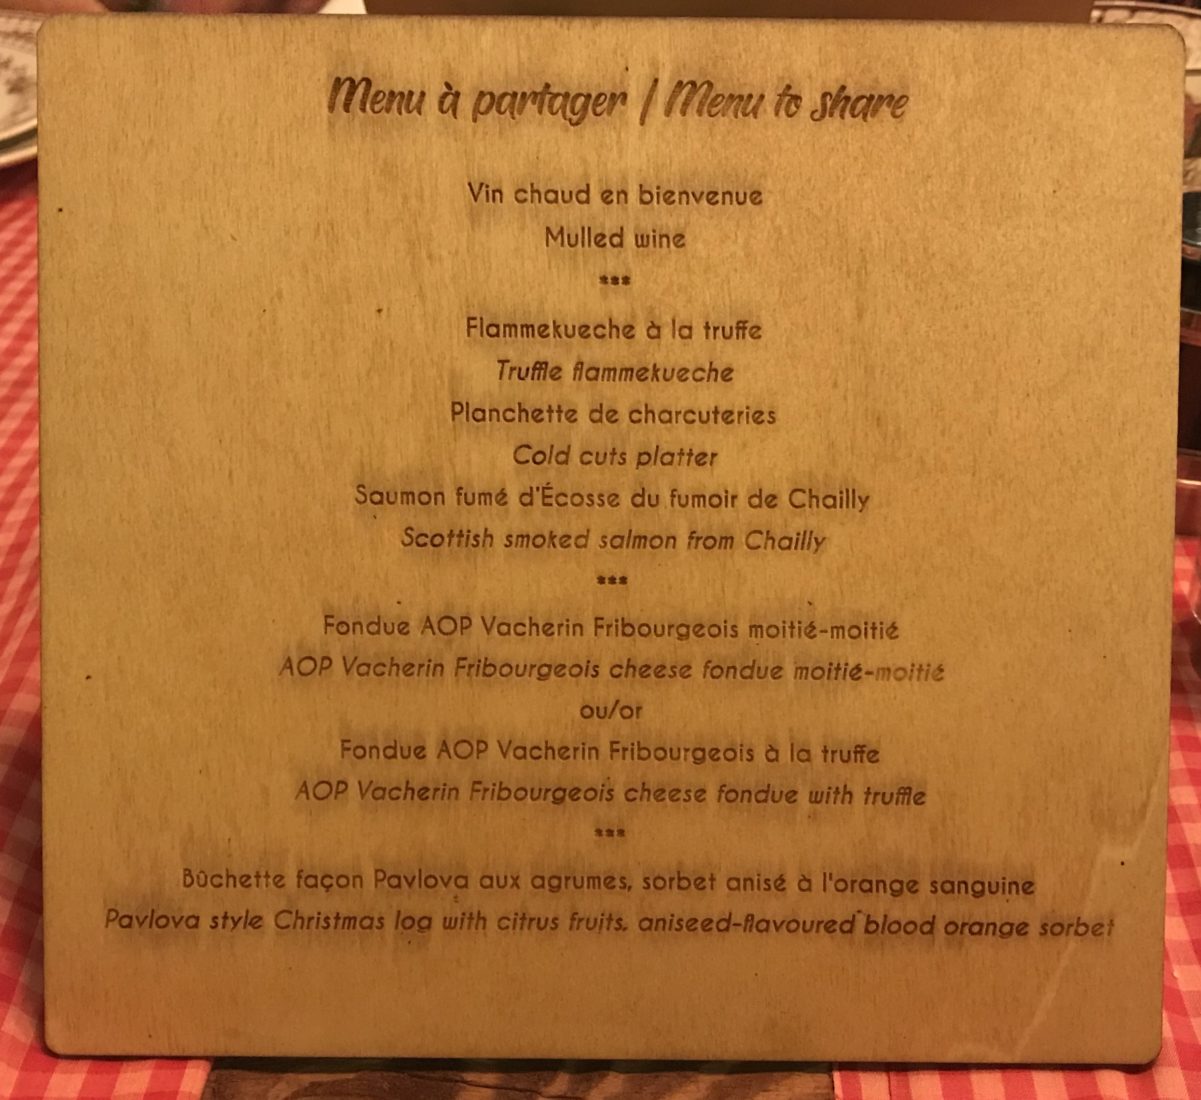 Menu à partager / Menu to share
Vin chaud en bienvenue
Mulled wine
***
Flammekueche à la truffe
Truffle flammekueche
Planchette de charcuteries
Cold cuts platter
Saumon fumé d'Écosse du fumoir de Chailly
Scottish smoked salmon from Chailly
***
Fondue AOP Vacherin Fribourgeois moitié-moitié
AOP Vacherin Fribourgeois cheese fondue moitié-moitié
ou/or
Fondue AOP Vacherin Fribourgeois à la truffe
AOP Vacherin Fribourgeois cheese fondue with truffle
***
Bûchette façon Pavlova aux agrumes, sorbet anisé à l'orange sanguine
Pavlova style Christmas log with citrus fruits, aniseed-flavoured blood orange sorbet